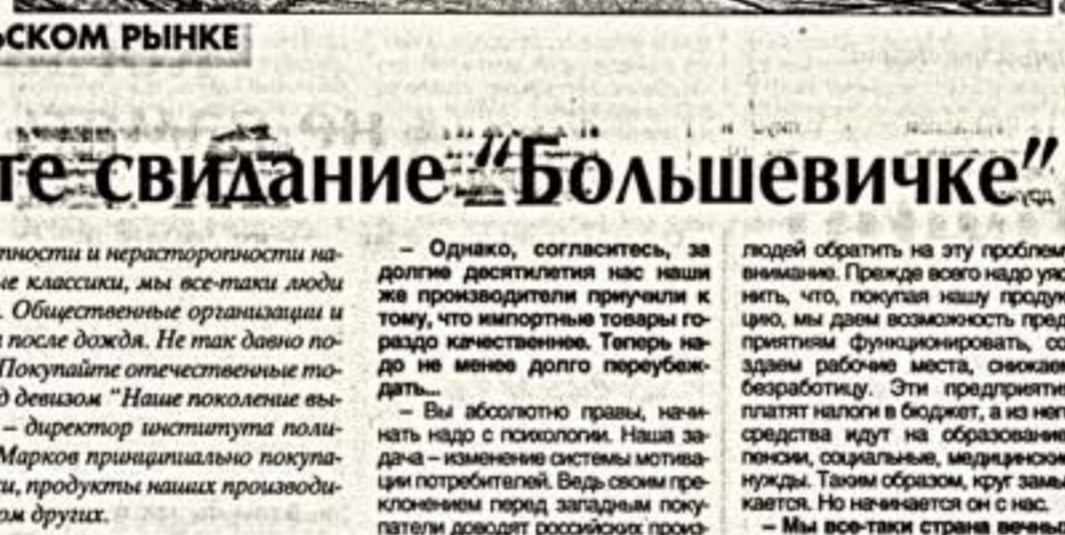 ЬСКОМ РЫНКЕ
те свидание “Большевичке”
пности и нерасторопности на-
ые классики, мы все-таки люди
. Общественные организации и
после дождя. Не так давно по-
Покупайте отечественные то-
д девизом “Наше поколение вы-
– директор института поли-
Марков принципиально покупа-
и, продукты наших производи-
ом других.
– Однако, согласитесь, за
долгие десятилетия нас наши
же производители приучили к
тому, что импортные товары го-
раздо качественнее. Теперь на-
до не менее долго переубеж-
дать...
– Вы абсолютно правы, начи-
нать надо с психологии. Наша за-
дача – изменение системы мотива-
ции потребителей. Ведь своим пре-
клонением перед западным поку-
патели доводят российских произ-
людей обратить на эту проблем
внимание. Прежде всего надо уяс
нить, что, покупая нашу продук
цию, мы даем возможность пред
приятиям функционировать, со
здаем рабочие места, снижаем
безработицу. Эти предприятия
платят налоги в бюджет, а из них
средства идут на образование
пенсии, социальные, медицински
нужды. Таким образом, круг замы
кается. Но начинается он с нас.
– Мы все-таки страна вечных